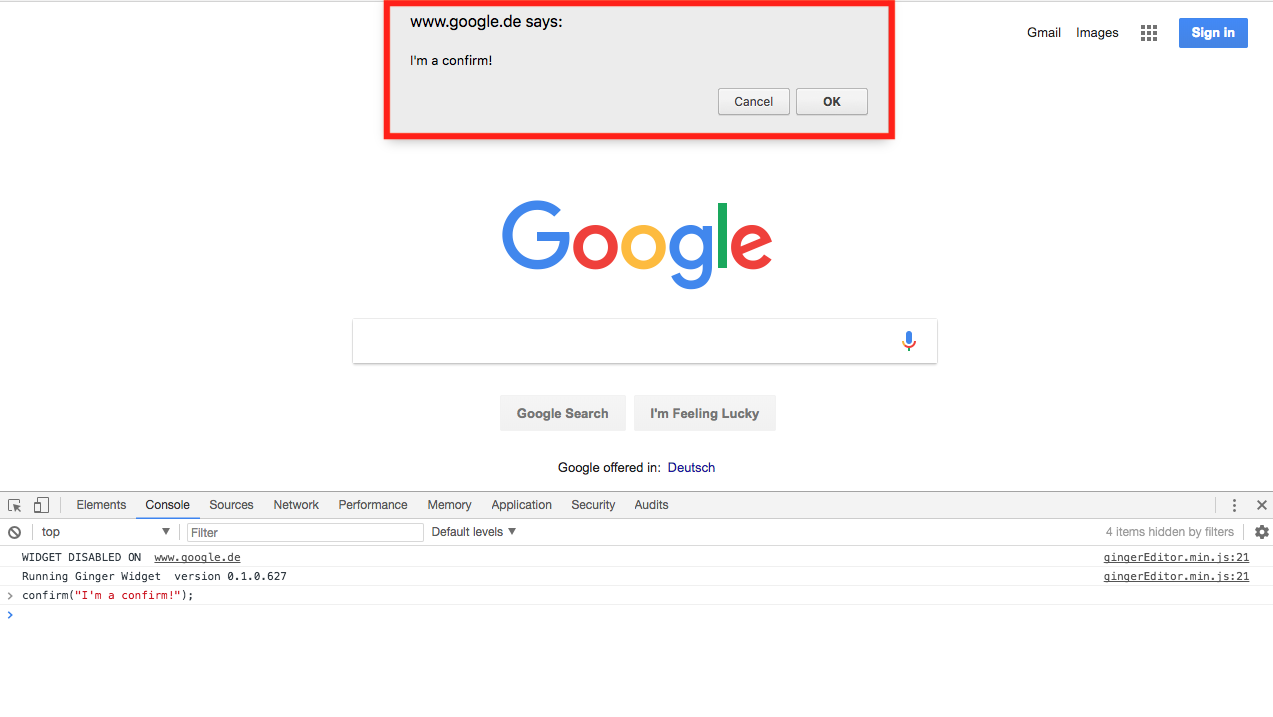 www.google.de says:
I'm a confirm!
Cancel OK
Gmail Images Sign in
Google
Google Search I'm Feeling Lucky
Google offered in: Deutsch
Elements Console Sources Network Performance Memory Application Security Audits
top Filter Default levels 4 items hidden by filters
WIDGET DISABLED ON www.google.de gingerEditor.min.js:21
Running Ginger Widget version 0.1.0.627 gingerEditor.min.js:21
confirm("I'm a confirm!");